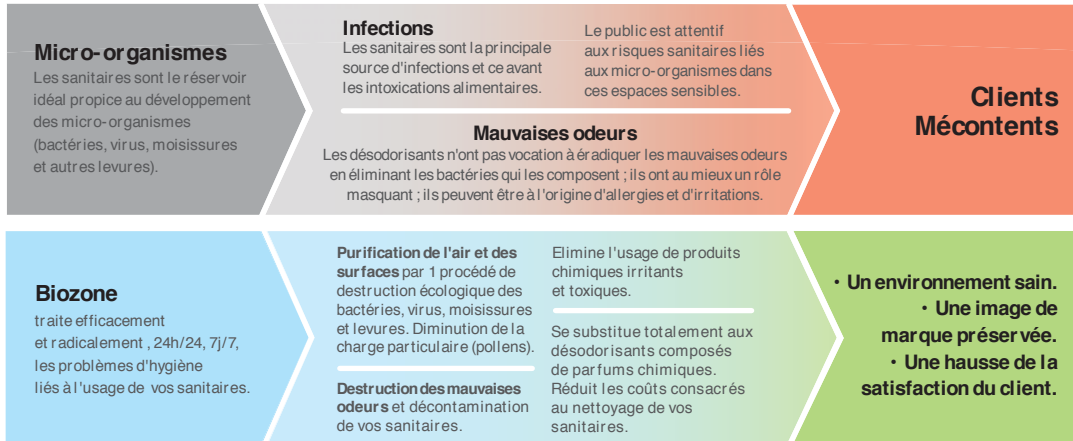 Micro-organismes
Les sanitaires sont le réservoir
idéal propice au développement
des micro-organismes
(bactéries, virus, moisissures
et autres levures).
Infections
Les sanitaires sont la principale
source d'infections et ce avant
les intoxications alimentaires.
Le public est attentif
aux risques sanitaires liés
aux micro-organismes dans
ces espaces sensibles.
Mauvaises odeurs
Les désodorisants n'ont pas vocation à éradiquer les mauvaises odeurs
en éliminant les bactéries qui les composent ; ils ont au mieux un rôle
masquant ; ils peuvent être à l'origine d'allergies et d'irritations.
Clients
Mécontents
Biozone
traite efficacement
et radicalement , 24h/24, 7j/7,
les problèmes d'hygiène
liés à l'usage de vos sanitaires.
Purification de l'air et des
surfaces par 1 procédé de
destruction écologique des
bactéries, virus, moisissures
et levures. Diminution de la
charge particulaire (pollens).
Destruction des mauvaises
odeurs et décontamination
de vos sanitaires.
Elimine l'usage de produits
chimiques irritants
et toxiques.
Se substitue totalement aux
désodorisants composés
de parfums chimiques.
Réduit les coûts consacrés
au nettoyage de vos
sanitaires.
• Un environnement sain.
• Une image de
marque préservée.
• Une hausse de la
satisfaction du client.